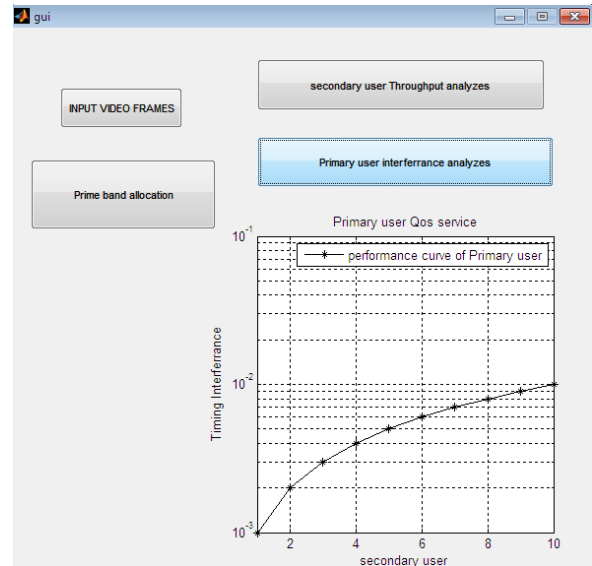 gui
secondary user Throughput analyzes
INPUT VIDEO FRAMES
Primary user interferrance analyzes
Prime band allocation
Primary user Qos service
performance curve of Primary user
10^-1
10^-2
10^-3
Timing Interferrance
2 4 6 8 10
secondary user